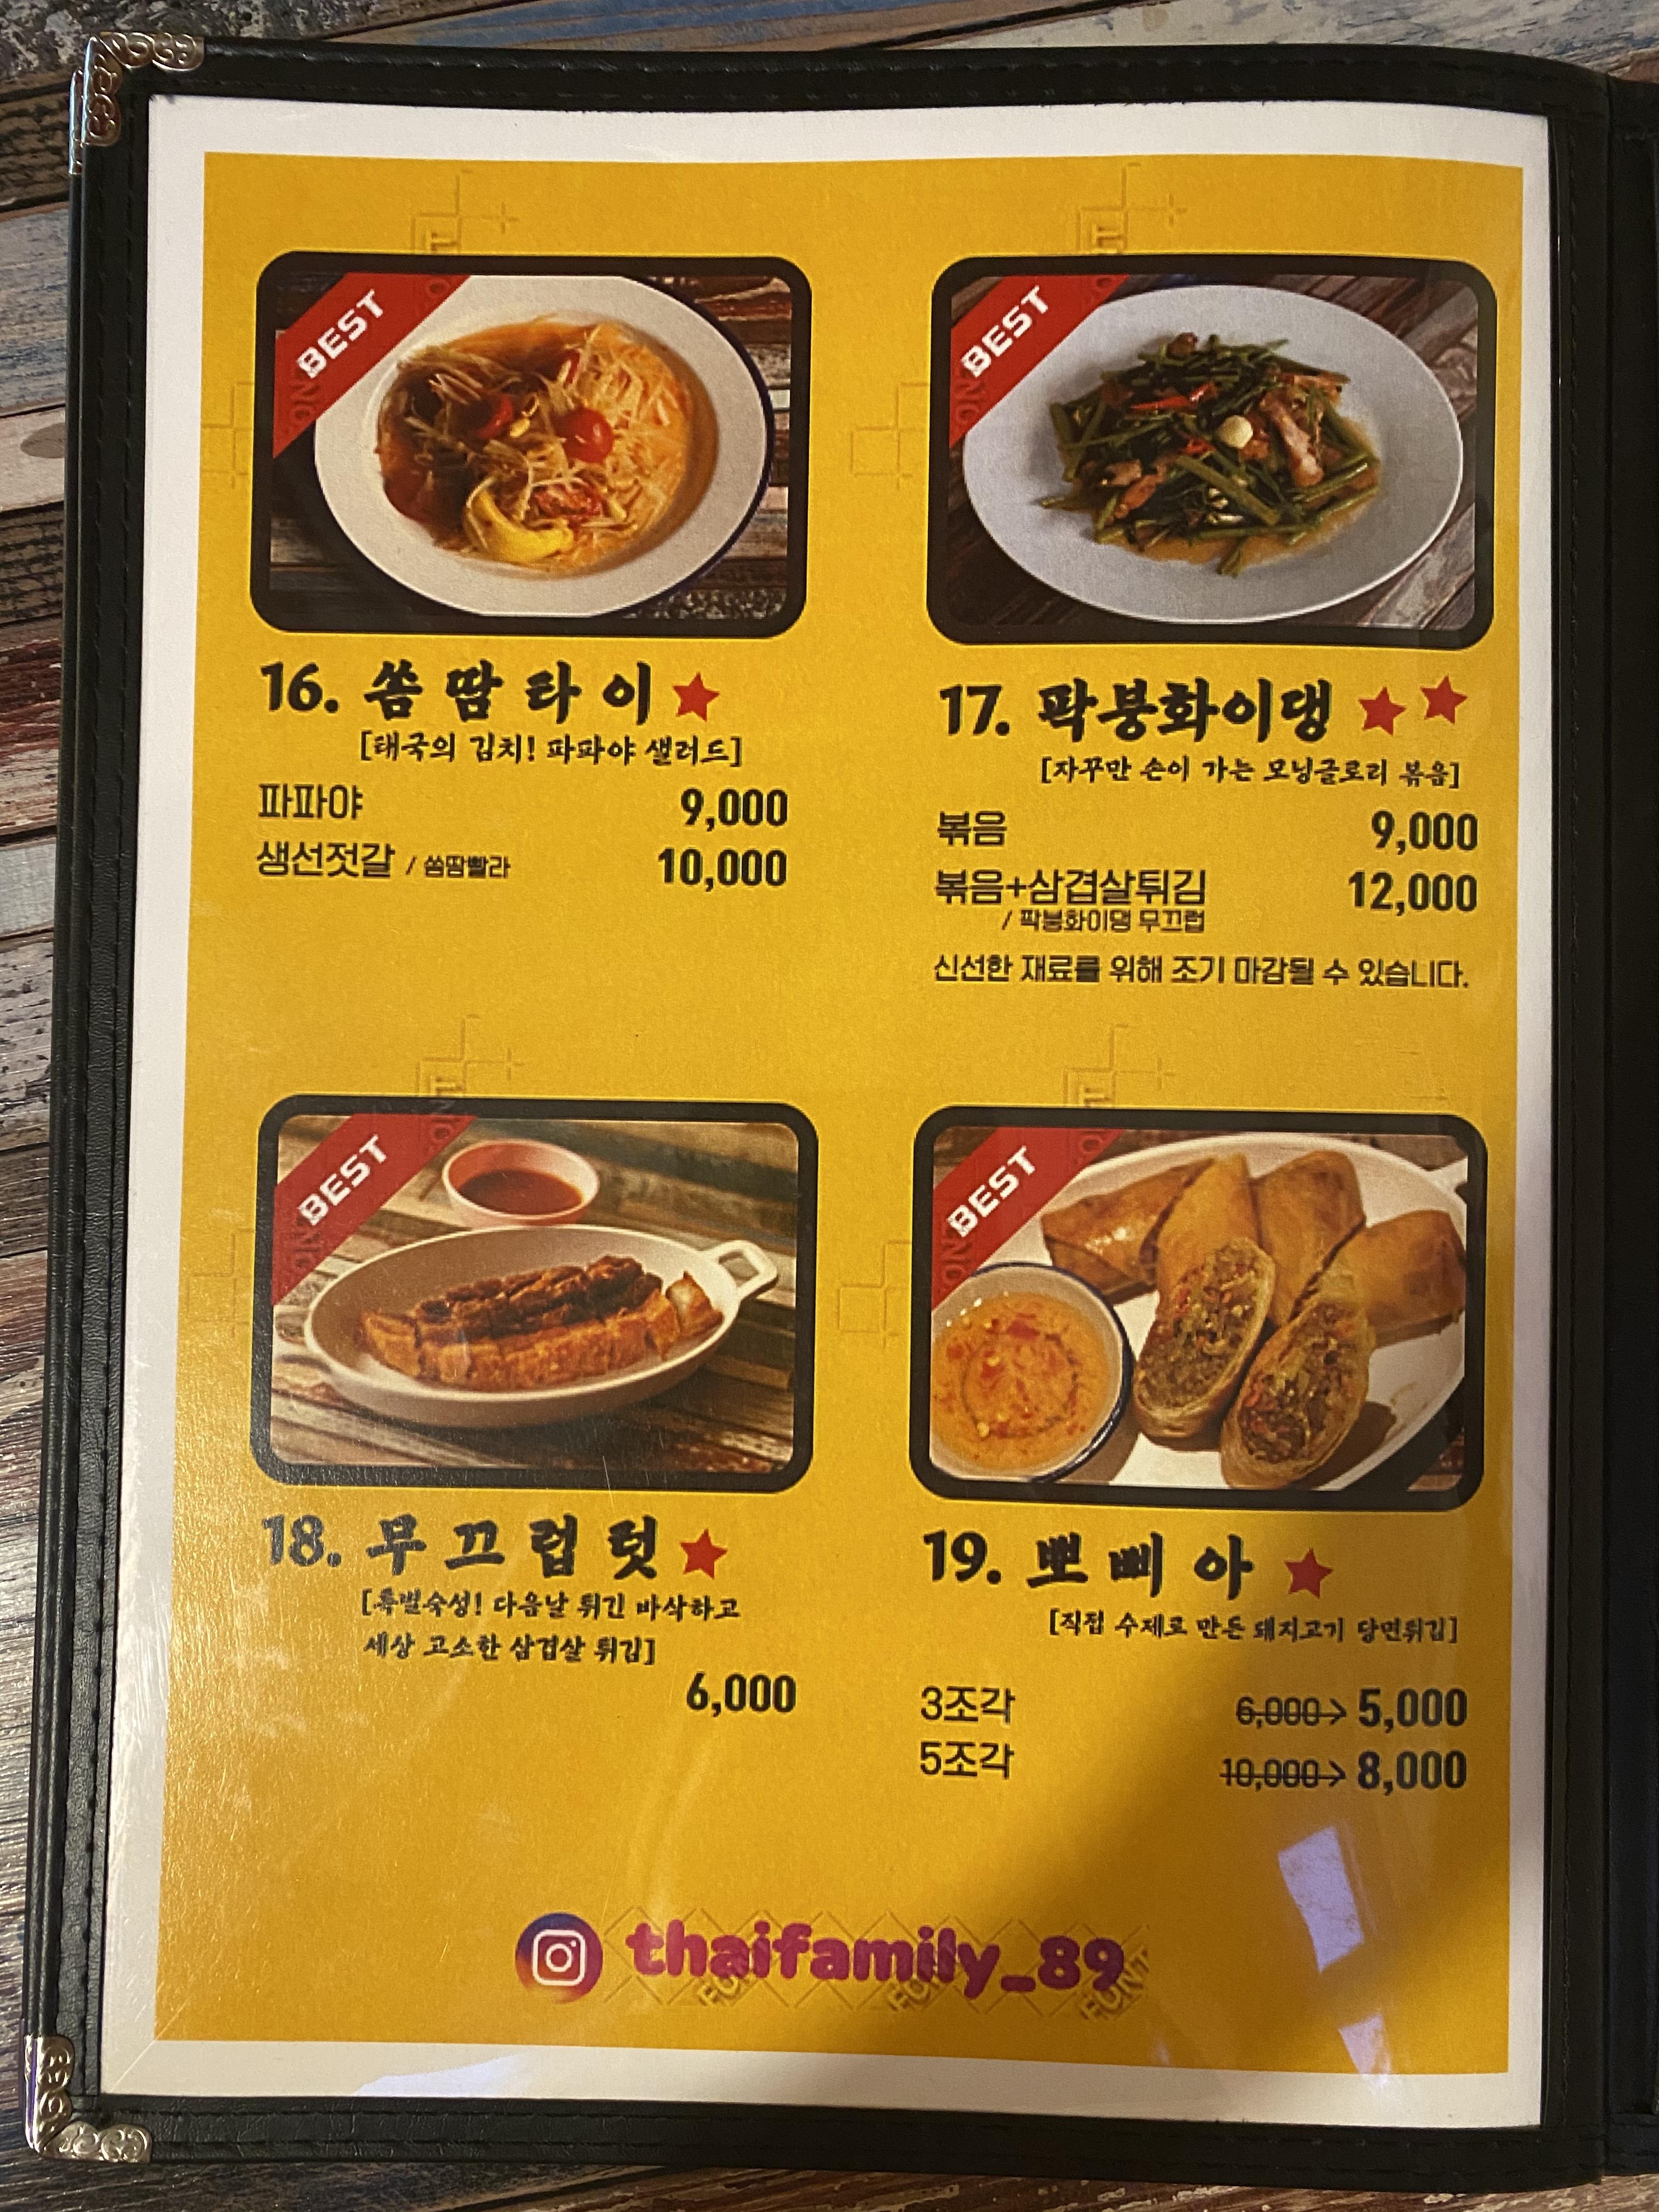 BEST
16. 쏨땀타이
[태국의 김치! 파파야 샐러드]
파파야 9,000
생선젓갈 / 쏨땀빨라 10,000
BEST
17. 팍붕화이댕
[자꾸만 손이 가는 모닝글로리 볶음]
볶음 9,000
볶음+삼겹살튀김 12,000
/ 팍붕화이댕 무끄럽
신선한 재료를 위해 조기 마감될 수 있습니다.
BEST
18. 무끄럽텃
[특별숙성! 다음날 튀긴 바삭하고
세상 고소한 삼겹살 튀김]
6,000
BEST
19. 뽀삐아
[직접 수제로 만든 돼지고기 당면튀김]
3조각 6,000→ 5,000
5조각 10,000→ 8,000
thaifamily_89